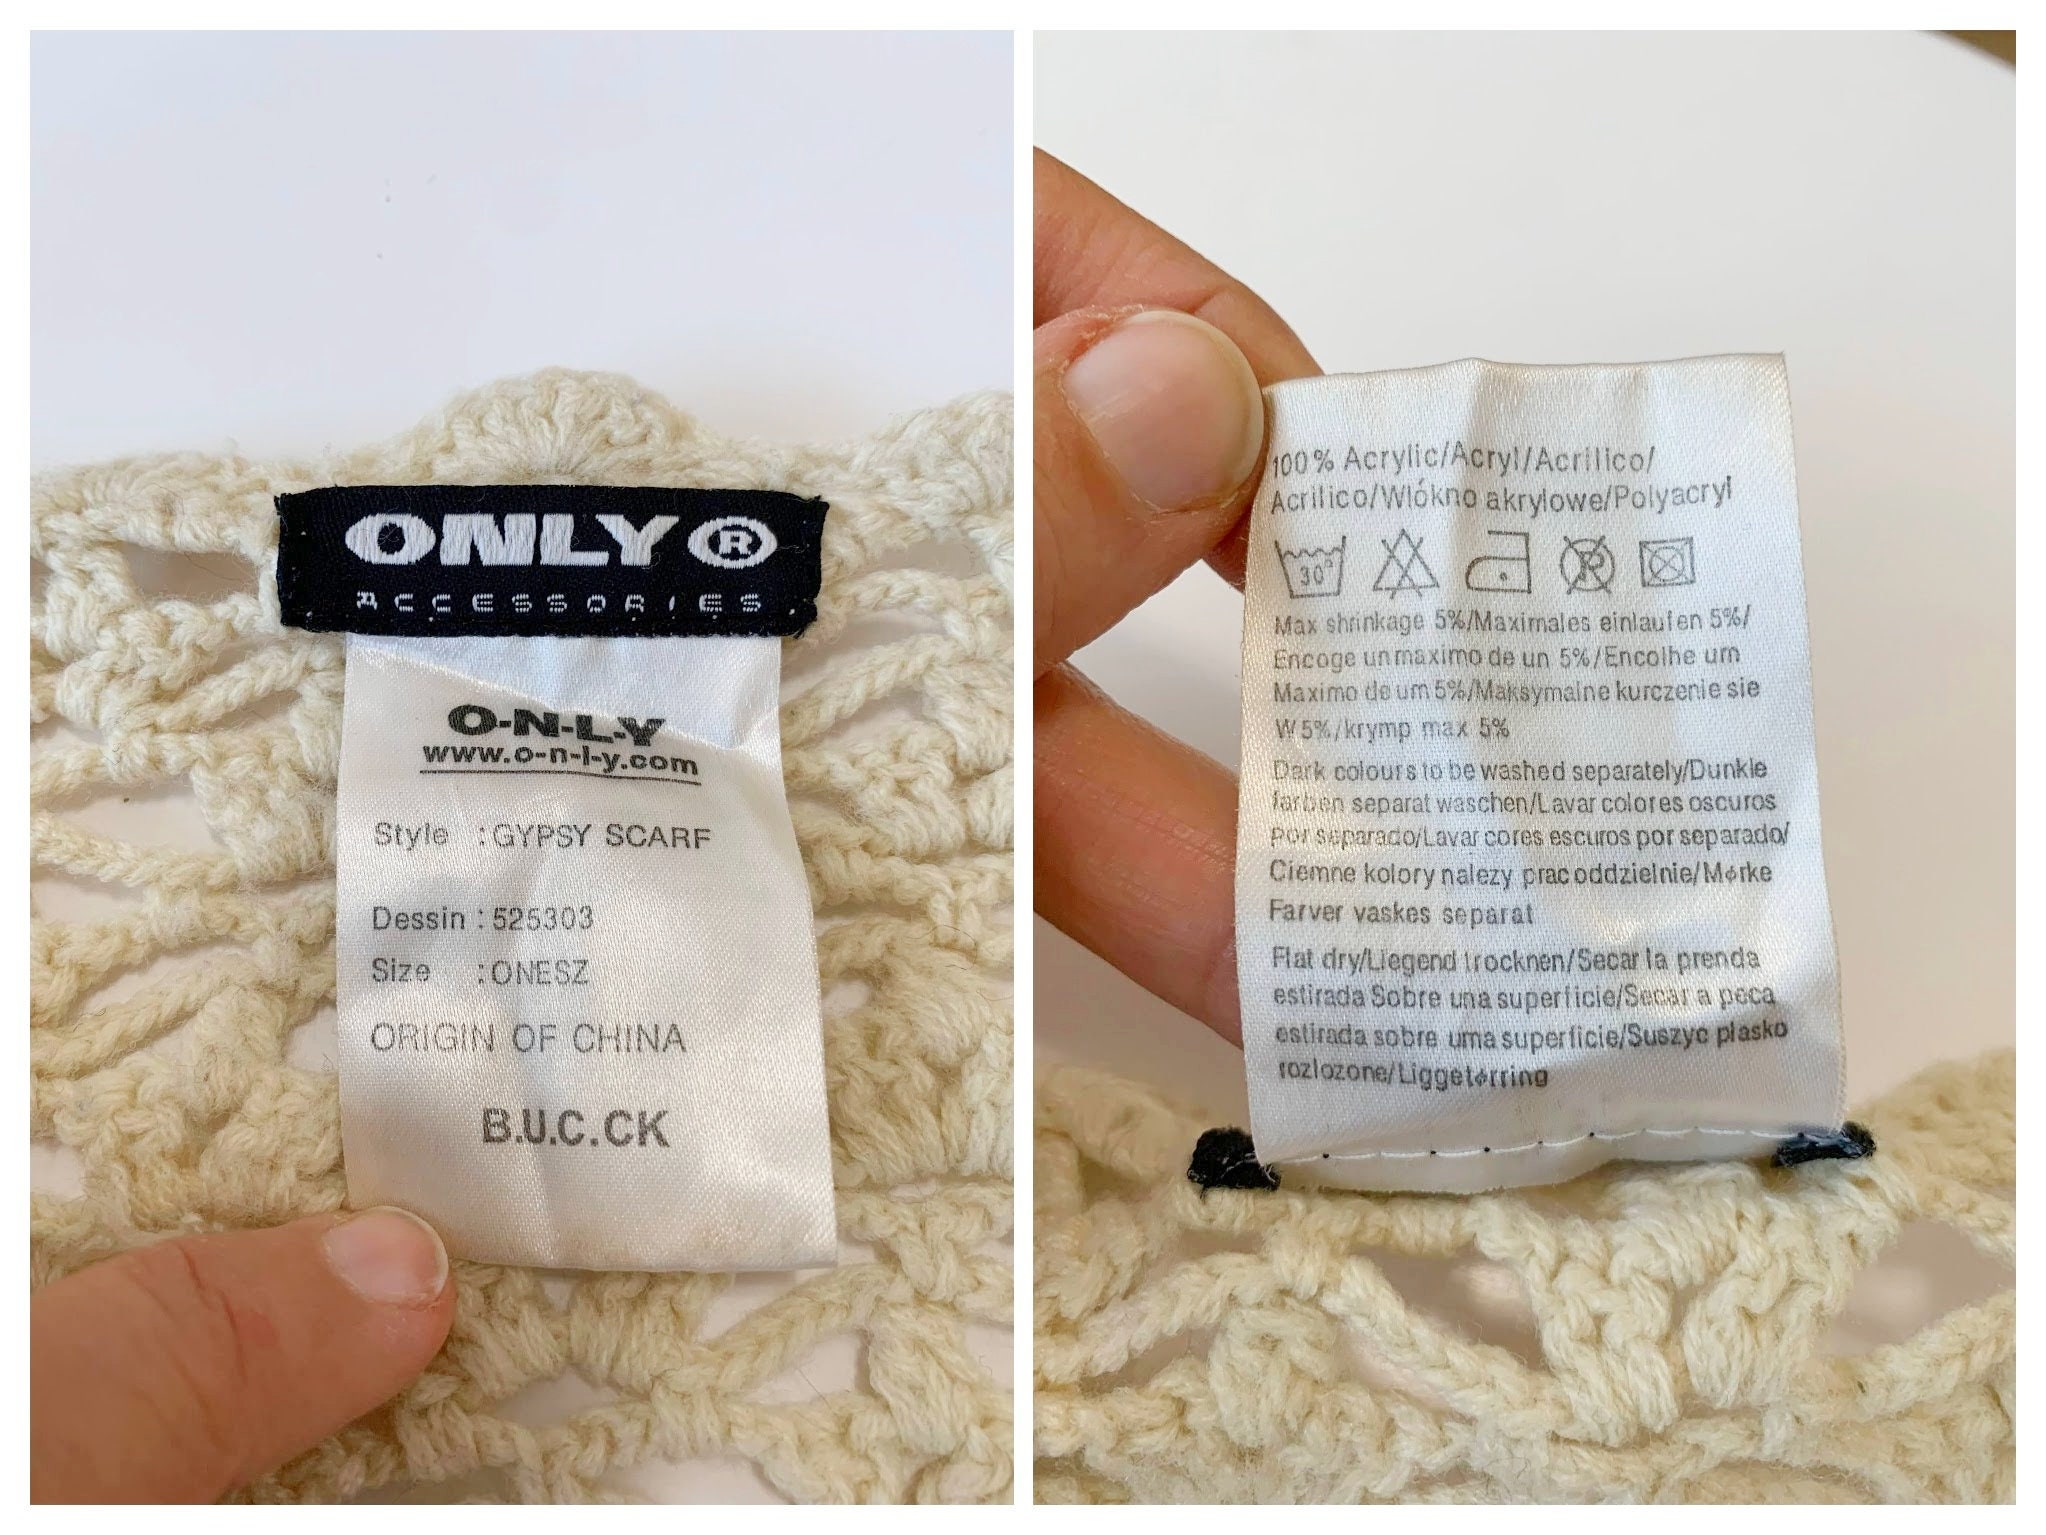 ONLY®
ACCESSORIES
O-N-L-Y
www.o-n-l-y.com
Style :GYPSY SCARF
Dessin :525303
Size :ONESZ
ORIGIN OF CHINA
B.U.C.CK
100% Acrylic/Acryl/Acrilico/
Acrilico/Wlókno akrylowe/Polyacryl
30°
P
Max shrinkage 5%/Maximales einlaufen 5%/
Encoge un maximo de un 5%/Encolhe um
Maximo de um 5%/Maksymalne kurczenie sie
W 5%/krymp max 5%
Dark colours to be washed separately/Dunkle
farben separat waschen/Lavar colores oscuros
por separado/Lavar cores escuros por separado/
Ciemne kolory nalezy prac oddzielnie/Mørke
Farver vaskes separat
Flat dry/Liegend trocknen/Secar la prenda
estirada Sobre una superficie/Secar a peca
estirada sobre uma superficie/Suszyc plasko
rozlozone/Liggetørring